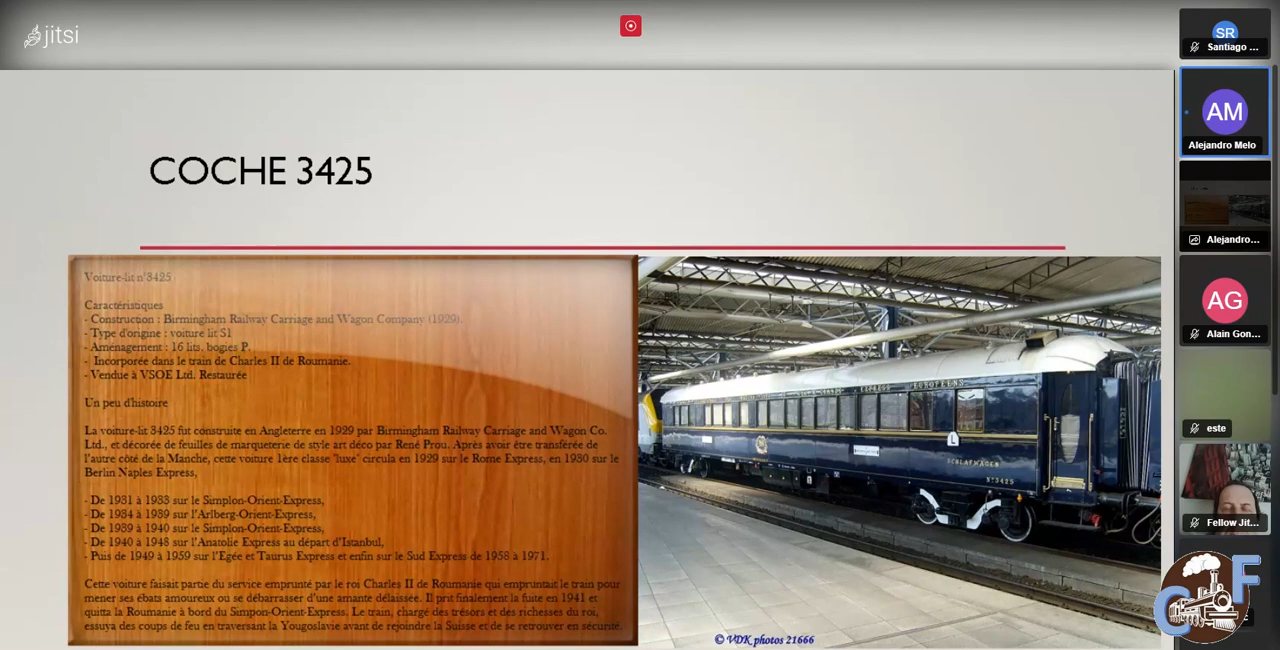 jitsi
COCHE 3425
Voiture-lit n°3425
Caractéristiques
- Construction : Birmingham Railway Carriage and Wagon Company (1929).
- Type d'origine : voiture lit S1
- Aménagement : 16 lits, bogies P.
- Incorporée dans le train de Charles II de Roumanie.
- Vendue à VSOE Ltd. Restaurée
Un peu d'histoire
La voiture-lit 3425 fut construite en Angleterre en 1929 par Birmingham Railway Carriage and Wagon Co.
Ltd., et décorée de feuilles de marqueterie de style art déco par René Prou. Après avoir être transférée de
l'autre côté de la Manche, cette voiture 1ère classe "luxe" circula en 1929 sur le Rome Express, en 1930 sur le
Berlin Naples Express,
- De 1931 à 1933 sur le Simplon-Orient-Express,
- De 1934 à 1939 sur l'Arlberg-Orient-Express,
- De 1939 à 1940 sur le Simplon-Orient-Express,
- De 1940 à 1948 sur l'Anatolie Express au départ d'Istanbul,
- Puis de 1949 à 1959 sur l'Egée et Taurus Express et enfin sur le Sud Express de 1958 à 1971.
Cette voiture faisait partie du service emprunté par le roi Charles II de Roumanie qui empruntait le train pour
mener ses ébats amoureux ou se débarrasser d'une amante délaissée. Il prit finalement la fuite en 1941 et
quitta la Roumanie à bord du Simpon-Orient-Express. Le train, chargé des trésors et des richesses du roi,
essuya des coups de feu en traversant la Yougoslavie avant de rejoindre la Suisse et de se retrouver en sécurité.
EXPRESS EUROPEENS
L
SCHLAFWAGEN
N°3425
© VDK photos 21666
SR
Santiago ...
AM
Alejandro Melo
Alejandro...
AG
Alain Gon...
este
Fellow Jit...
C F